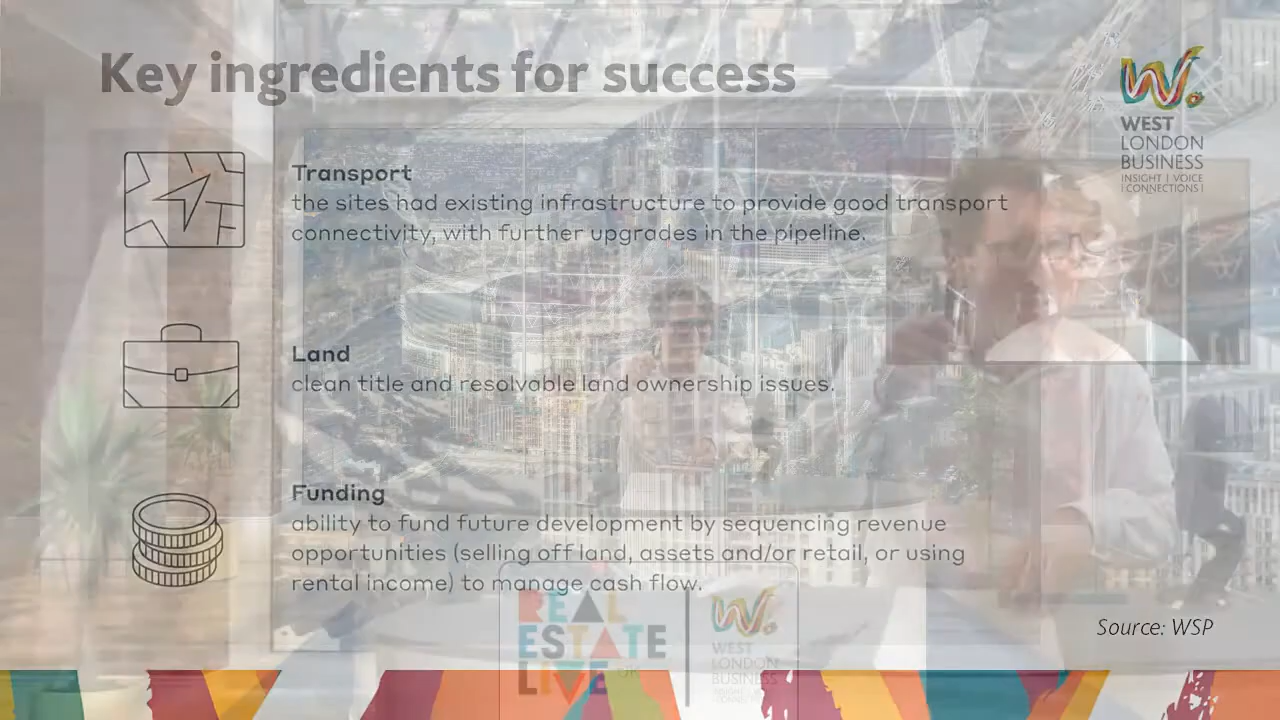 Key ingredients for success
WEST
LONDON
BUSINESS
INSIGHT | VOICE
| CONNECTIONS |
Transport
the sites had existing infrastructure to provide good transport
connectivity, with further upgrades in the pipeline.
Land
clean title and resolvable land ownership issues.
Funding
ability to fund future development by sequencing revenue
opportunities (selling off land, assets and/or retail, or using
rental income) to manage cash flow.
Source: WSP
REAL
ESTATE
LIVE
UK
WEST
LONDON
BUSINESS